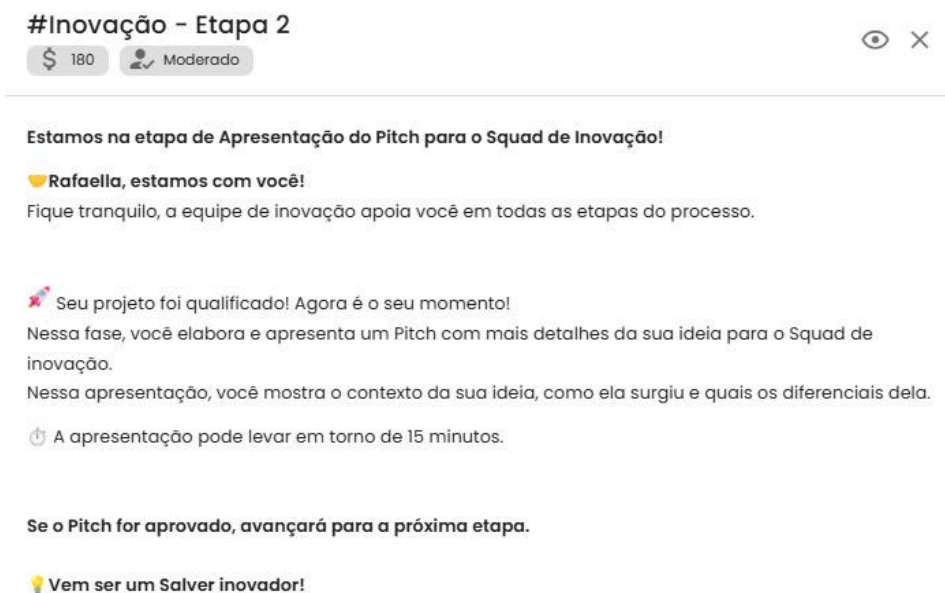 #Inovação - Etapa 2
$ 180 Moderado
Estamos na etapa de Apresentação do Pitch para o Squad de Inovação!
🤝Rafaella, estamos com você!
Fique tranquilo, a equipe de inovação apoia você em todas as etapas do processo.
🚀 Seu projeto foi qualificado! Agora é o seu momento!
Nessa fase, você elabora e apresenta um Pitch com mais detalhes da sua ideia para o Squad de
inovação.
Nessa apresentação, você mostra o contexto da sua ideia, como ela surgiu e quais os diferenciais dela.
⏱️ A apresentação pode levar em torno de 15 minutos.
Se o Pitch for aprovado, avançará para a próxima etapa.
💡Vem ser um Salver inovador!